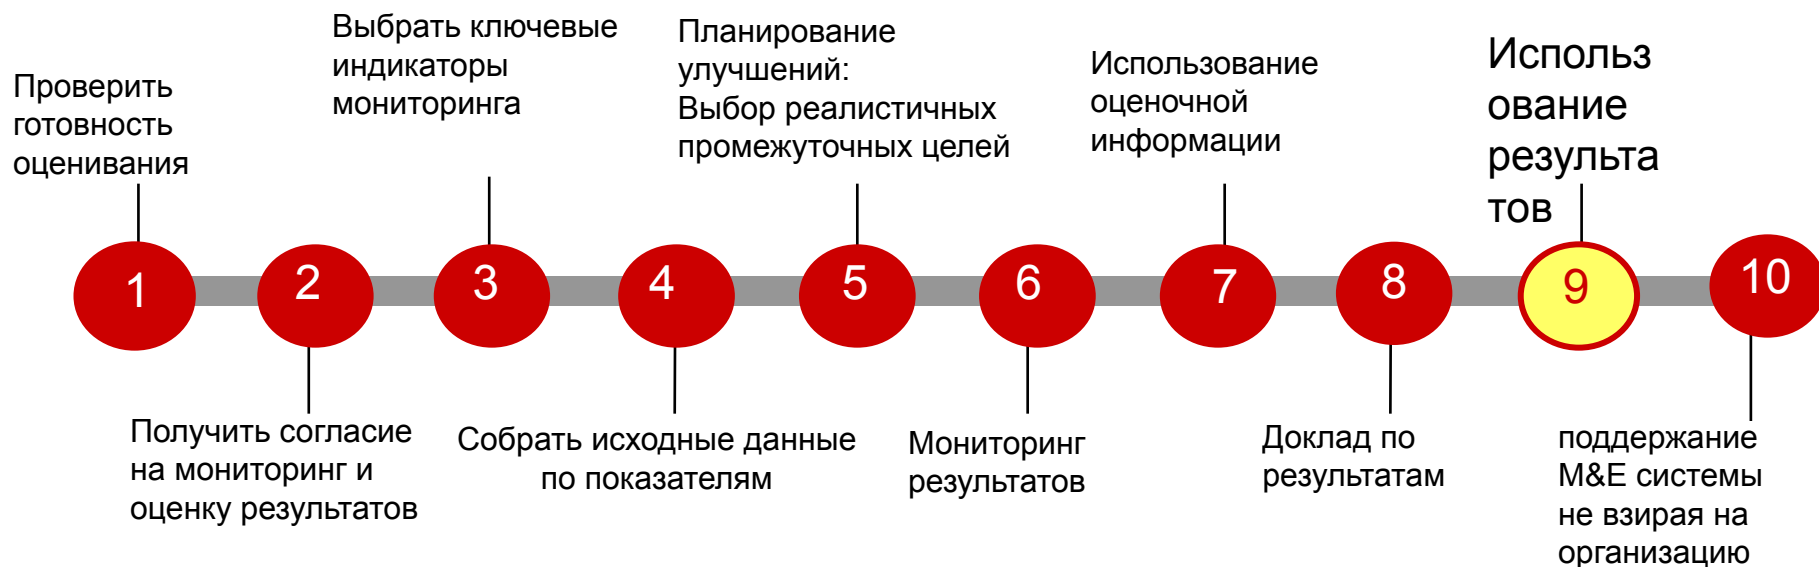 Проверить
готовность
оценивания
Выбрать ключевые
индикаторы
мониторинга
Планирование
улучшений:
Выбор реалистичных
промежуточных целей
Использование
оценочной
информации
Использ
ование
результа
тов
1
2
3
4
5
6
7
8
9
10
Получить согласие
на мониторинг и
оценку результатов
Собрать исходные данные
по показателям
Мониторинг
результатов
Доклад по
результатам
поддержание
M&E системы
не взирая на
организацию